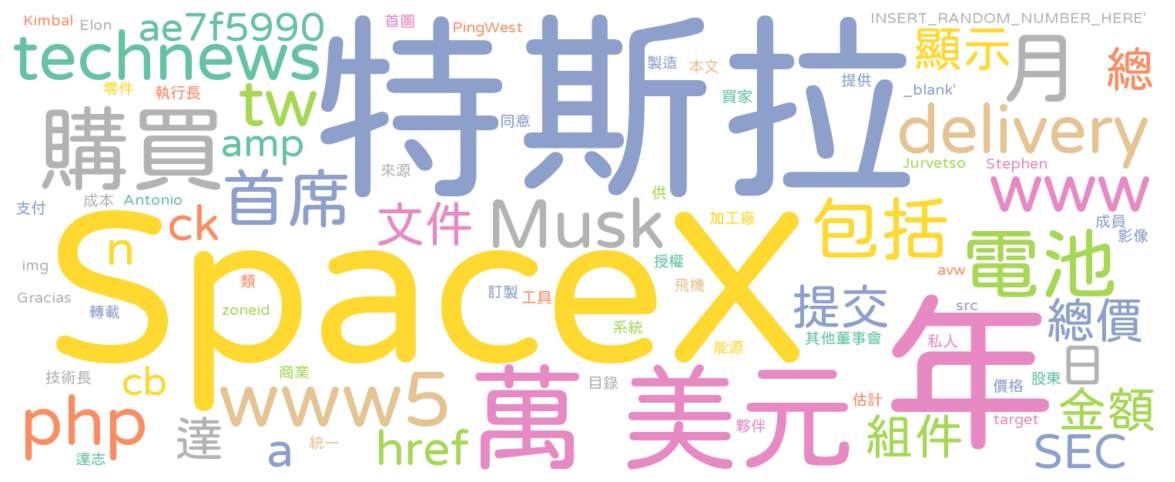 Kimbal
Elon
ae7f5990
首圖
PingWest
INSERT_RANDOM_NUMBER_HERE'
technews
特斯拉
顯示
月
總
製造
本文
提供
零件
執行長
tw
買家
_blank'
購買
amp
同意
delivery
來源
Jurvetso
Stephen
成本
Antonio
首席
供
www
支付
ck
文件
Musk
加工廠
包括
成員
影像
SpaceX
n
電池
img
授權
avw
類
飛機
Gracias
轉載
zoneid
訂製
工具
提交
src
總價
系統
其他董事會
年
私人
能源
技術長
cb
商業
目錄
日
股東
價格
php
www5
萬
美元
估計
金額
達
target
夥伴
組件
統一
href
a
達志
SEC